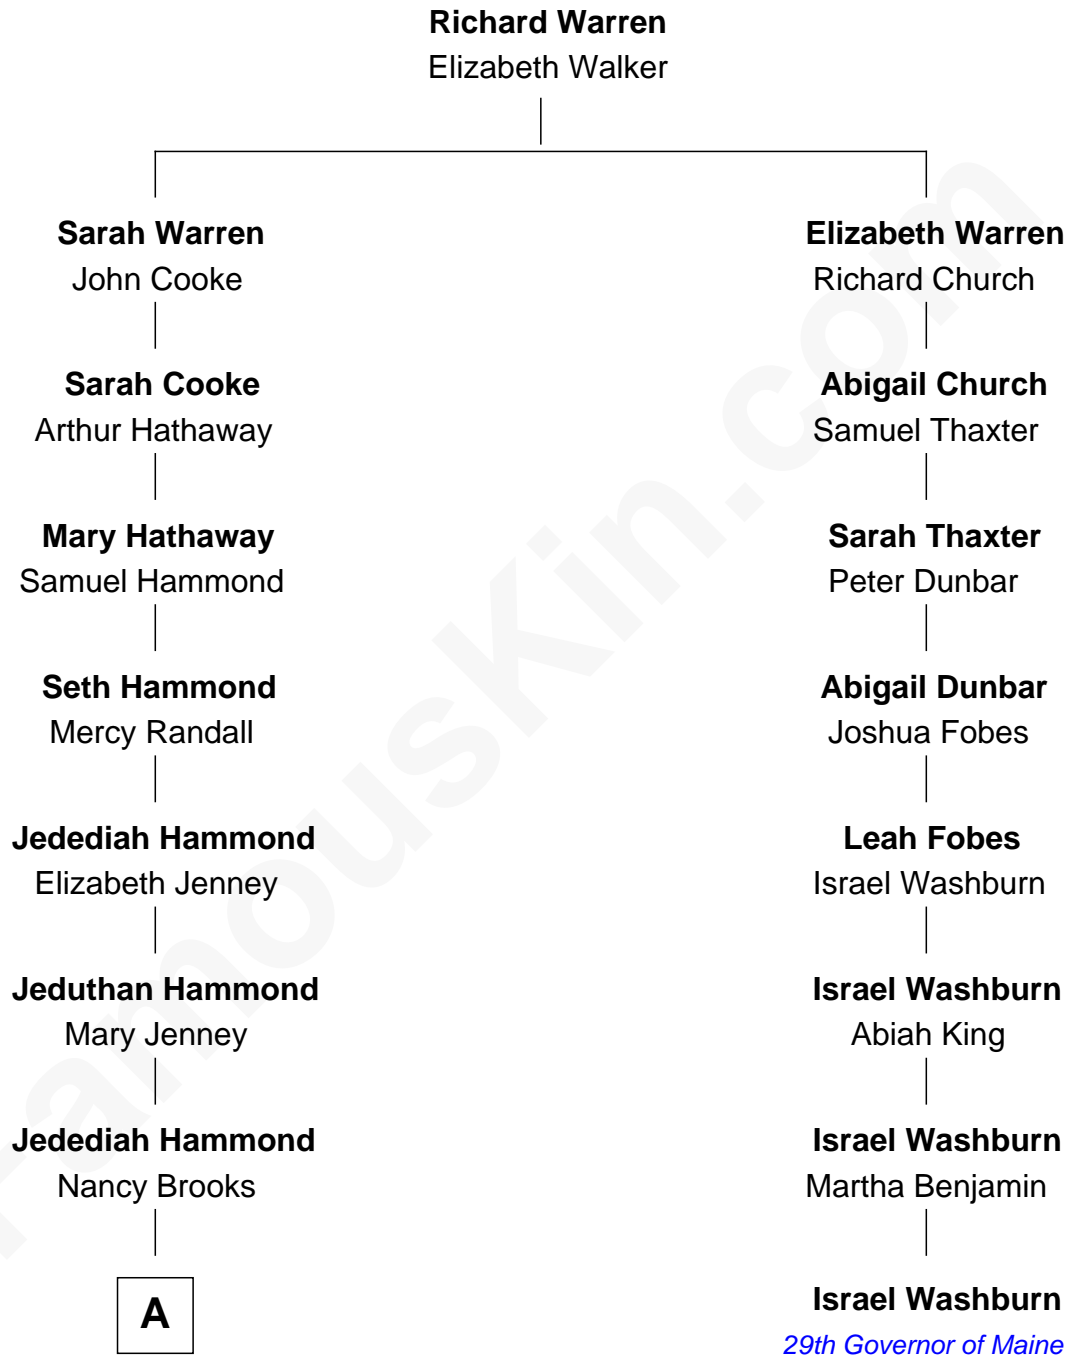 Richard Warren
Elizabeth Walker
Sarah Warren
John Cooke
Elizabeth Warren
Richard Church
Sarah Cooke
Arthur Hathaway
Abigail Church
Samuel Thaxter
Mary Hathaway
Samuel Hammond
Sarah Thaxter
Peter Dunbar
Seth Hammond
Mercy Randall
Abigail Dunbar
Joshua Fobes
Jedediah Hammond
Elizabeth Jenney
Leah Fobes
Israel Washburn
Jeduthan Hammond
Mary Jenney
Israel Washburn
Abiah King
Jedediah Hammond
Nancy Brooks
Israel Washburn
Martha Benjamin
A
Israel Washburn
29th Governor of Maine
FamousKin.com